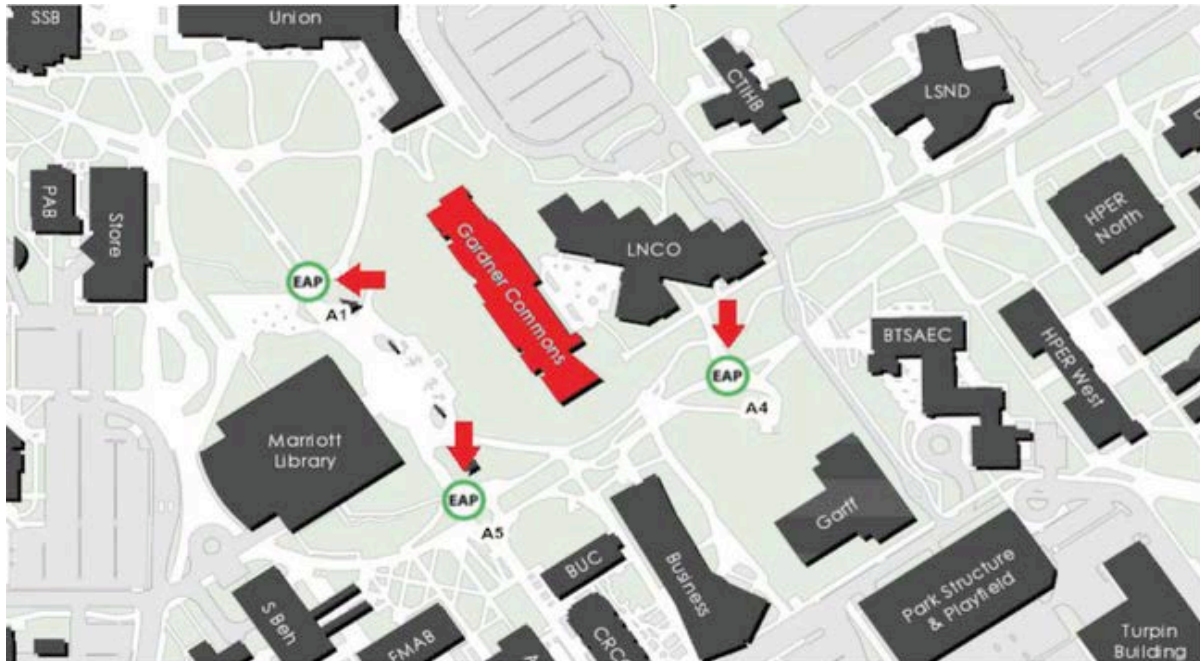 SSB
Union
CTIHB
LSND
PAB
Store
HPER
North
Gardner Commons
LNCO
EAP
A1
BTSAEC
HPER West
EAP
A4
Marriott
Library
EAP
A5
Garff
BUC
Business
Park Structure
& Playfield
S Beh
FMAB
Turpin
Building